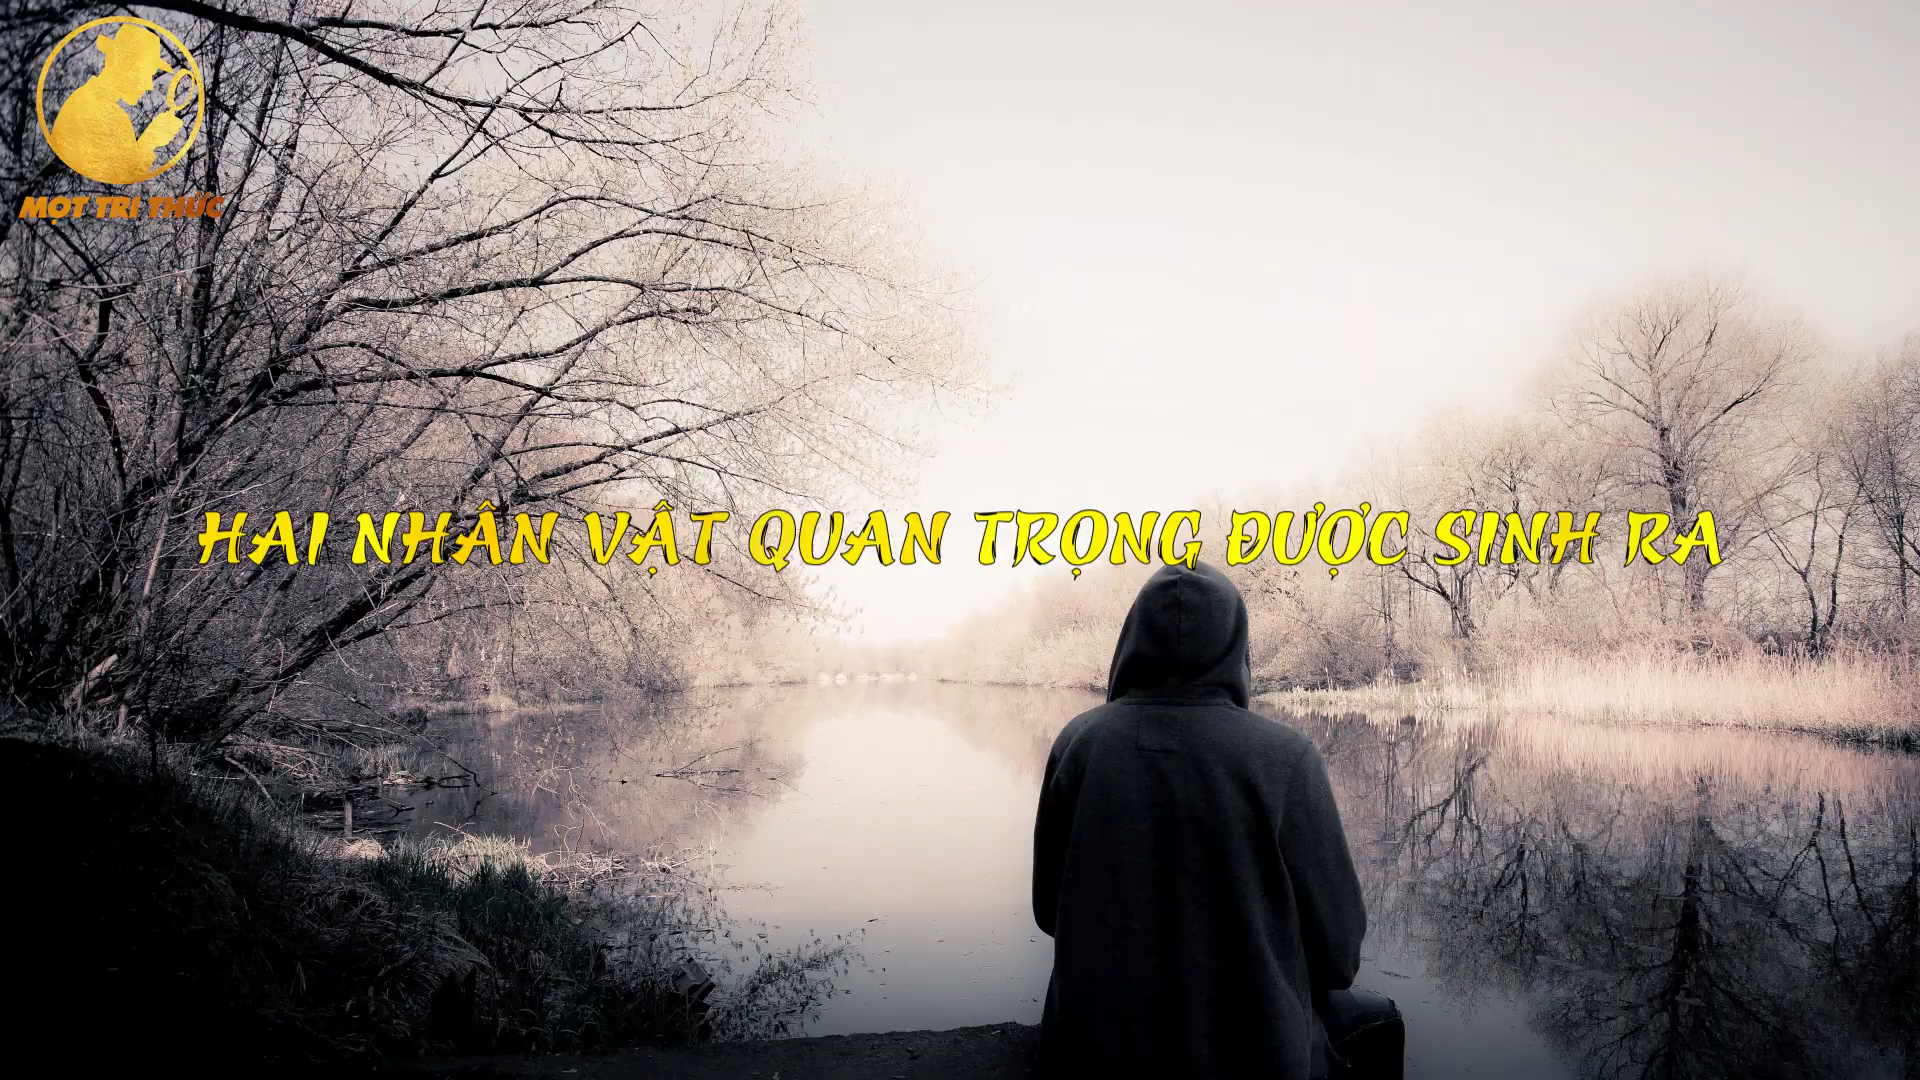 MỌT TRI THỨC
HAI NHÂN VẬT QUAN TRỌNG ĐƯỢC SINH RA